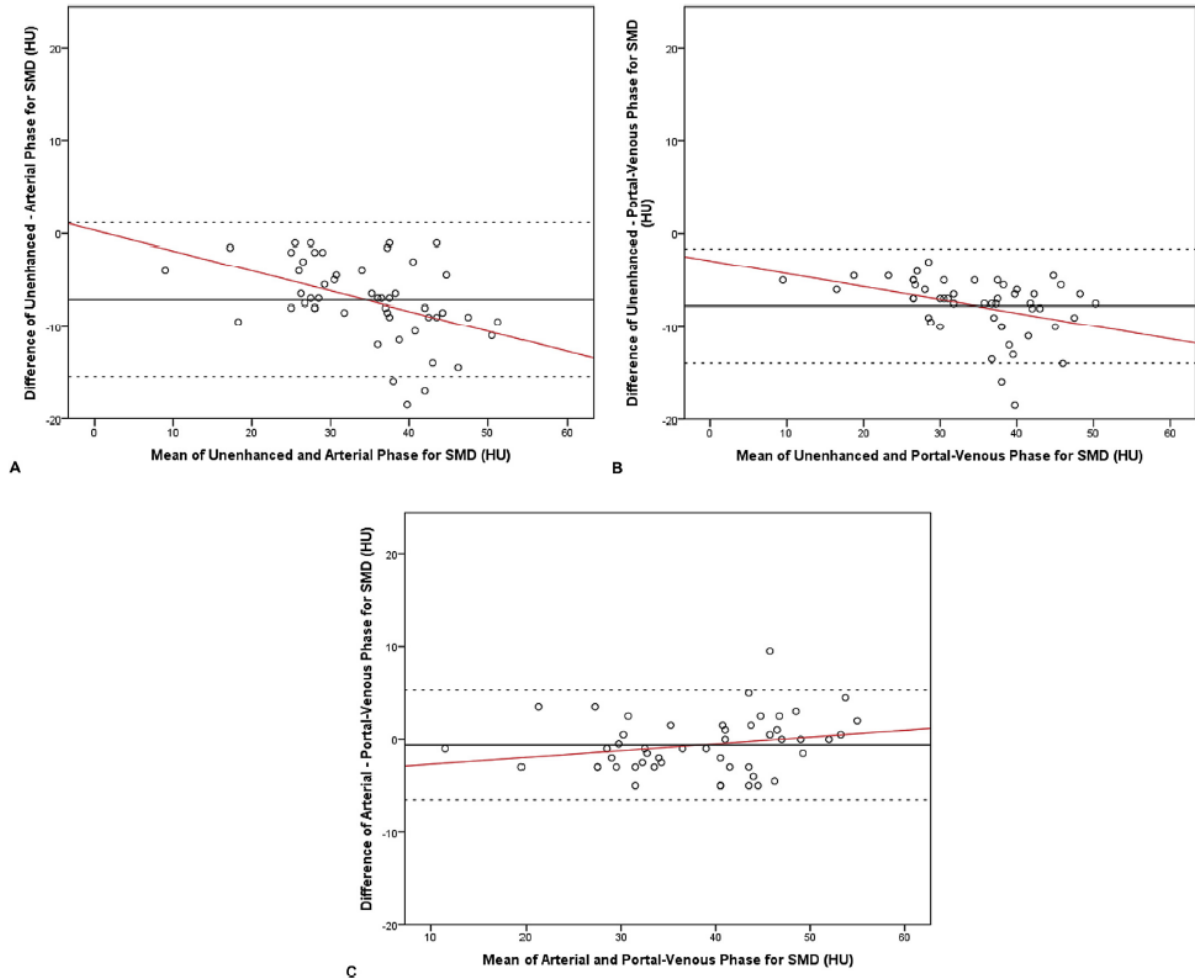 Difference of Unenhanced - Arterial Phase for SMD (HU)
20
10
0
-10
-20
0 10 20 30 40 50 60
Mean of Unenhanced and Arterial Phase for SMD (HU)
A
Difference of Unenhanced - Portal-Venous Phase for SMD
(HU)
20
10
0
-10
-20
0 10 20 30 40 50 60
Mean of Unenhanced and Portal-Venous Phase for SMD (HU)
B
Difference of Arterial - Portal-Venous Phase for SMD (HU)
20
10
0
-10
-20
10 20 30 40 50 60
Mean of Arterial and Portal-Venous Phase for SMD (HU)
C